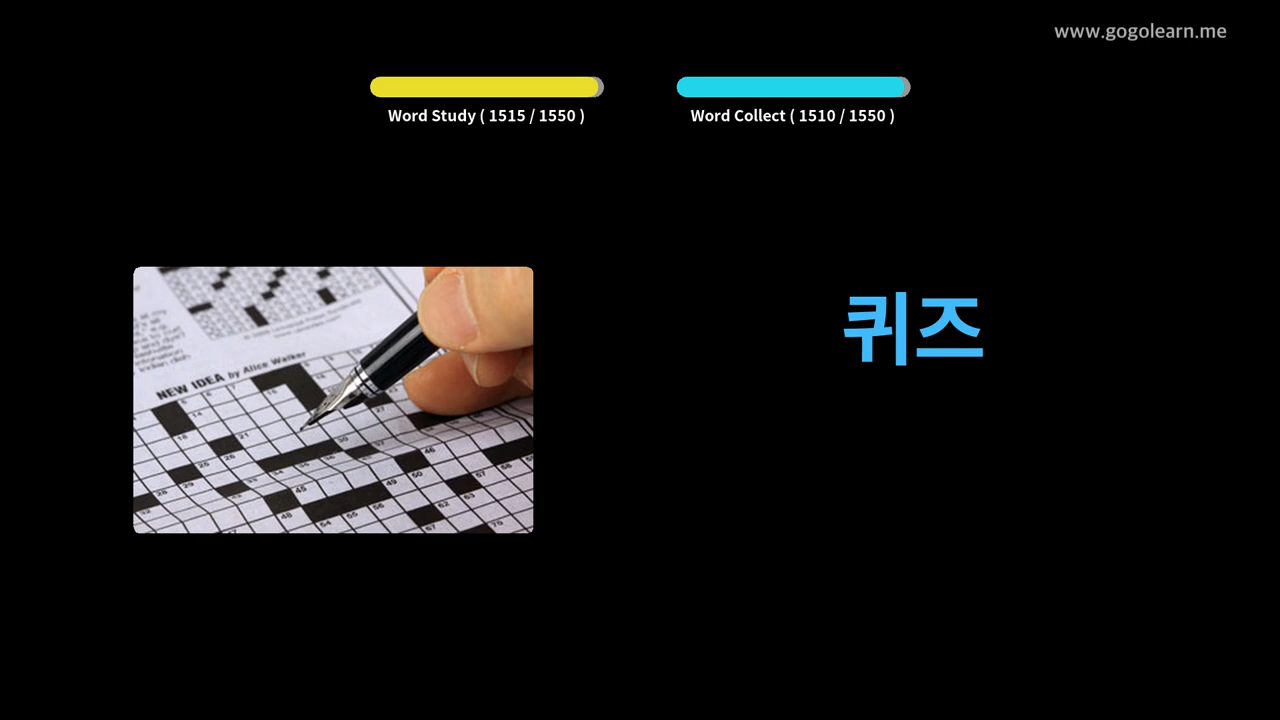 www.gogolearn.me
Word Study ( 1515 / 1550 )
Word Collect ( 1510 / 1550 )
퀴즈
NEW IDEA by Alice Walker